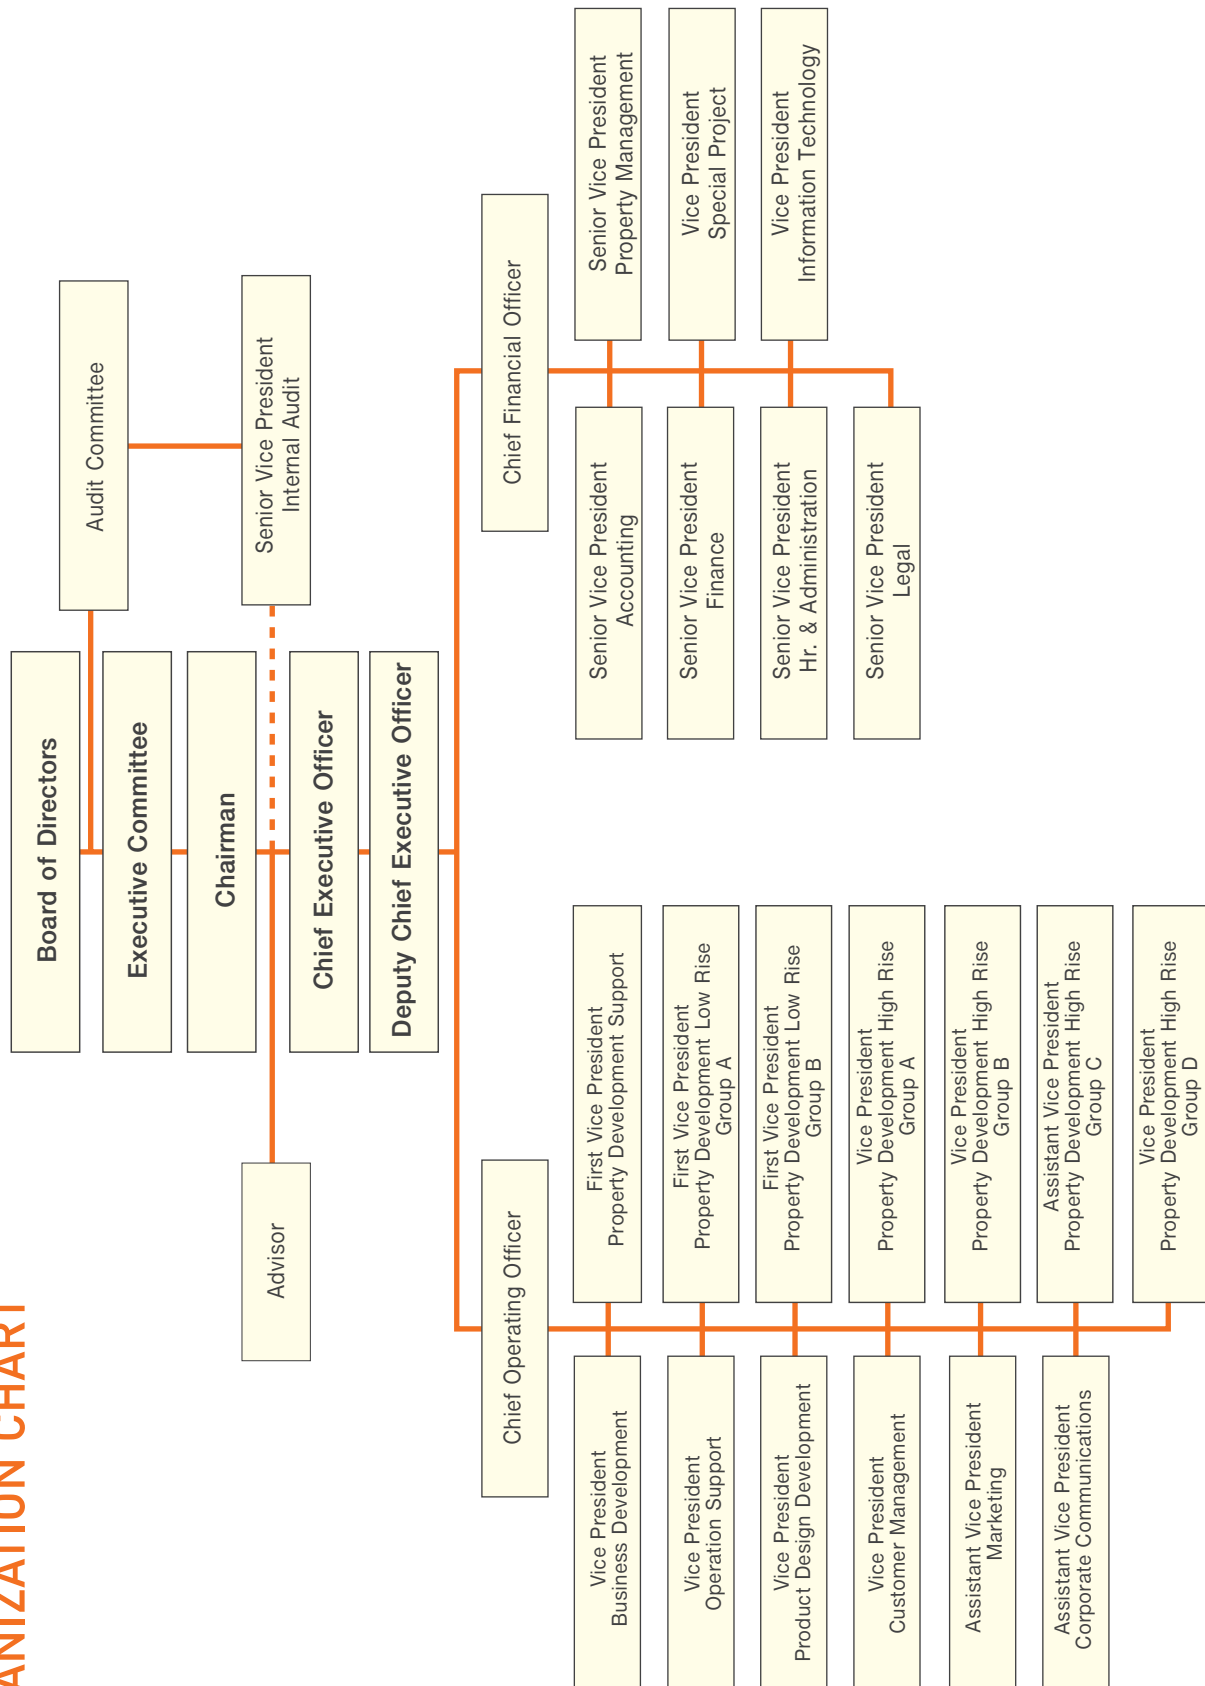 ANIZATION CHART
Board of Directors
Audit Committee
Executive Committee
Chairman
Advisor
Senior Vice President
Internal Audit
Chief Executive Officer
Deputy Chief Executive Officer
Chief Operating Officer
Chief Financial Officer
Vice President
Business Development
First Vice President
Property Development Support
Vice President
Operation Support
First Vice President
Property Development Low Rise
Group A
Vice President
Product Design Development
First Vice President
Property Development Low Rise
Group B
Vice President
Customer Management
Vice President
Property Development High Rise
Group A
Assistant Vice President
Marketing
Vice President
Property Development High Rise
Group B
Assistant Vice President
Corporate Communications
Assistant Vice President
Property Development High Rise
Group C
Vice President
Property Development High Rise
Group D
Senior Vice President
Accounting
Senior Vice President
Property Management
Senior Vice President
Finance
Vice President
Special Project
Senior Vice President
Hr. & Administration
Vice President
Information Technology
Senior Vice President
Legal